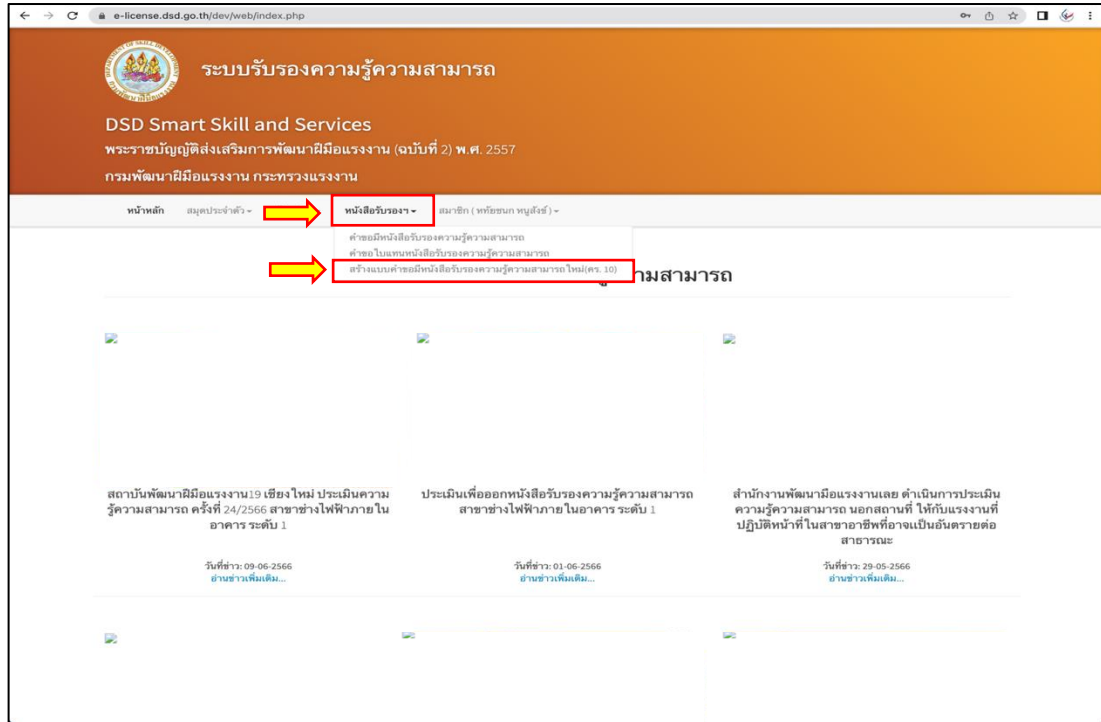 e-license.dsd.go.th/dev/web/index.php
ระบบรับรองความรู้ความสามารถ
DSD Smart Skill and Services
พระราชบัญญัติส่งเสริมการพัฒนาฝีมือแรงงาน (ฉบับที่ 2) พ.ศ. 2557
กรมพัฒนาฝีมือแรงงาน กระทรวงแรงงาน
หน้าหลัก สมุดประจำตัว หนังสือรับรองฯ สมาชิก ( หทัยชนก หนูสังข์ )
คำขอมีหนังสือรับรองความรู้ความสามารถ
คำขอใบแทนหนังสือรับรองความรู้ความสามารถ
สร้างแบบคำขอมีหนังสือรับรองความรู้ความสามารถใหม่(คร. 10)
ามสามารถ
สถาบันพัฒนาฝีมือแรงงาน19 เชียงใหม่ ประเมินความ
รู้ความสามารถ ครั้งที่ 24/2566 สาขาช่างไฟฟ้าภายใน
อาคาร ระดับ 1
วันที่ข่าว: 09-06-2566
อ่านข่าวเพิ่มเติม...
ประเมินเพื่อออกหนังสือรับรองความรู้ความสามารถ
สาขาช่างไฟฟ้าภายในอาคาร ระดับ 1
วันที่ข่าว: 01-06-2566
อ่านข่าวเพิ่มเติม...
สำนักงานพัฒนามือแรงงานเลย ดำเนินการประเมิน
ความรู้ความสามารถ นอกสถานที่ ให้กับแรงงานที่
ปฏิบัติหน้าที่ในสาขาอาชีพที่อาจแป็นอันตรายต่อ
สาธารณะ
วันที่ข่าว: 29-05-2566
อ่านข่าวเพิ่มเติม...